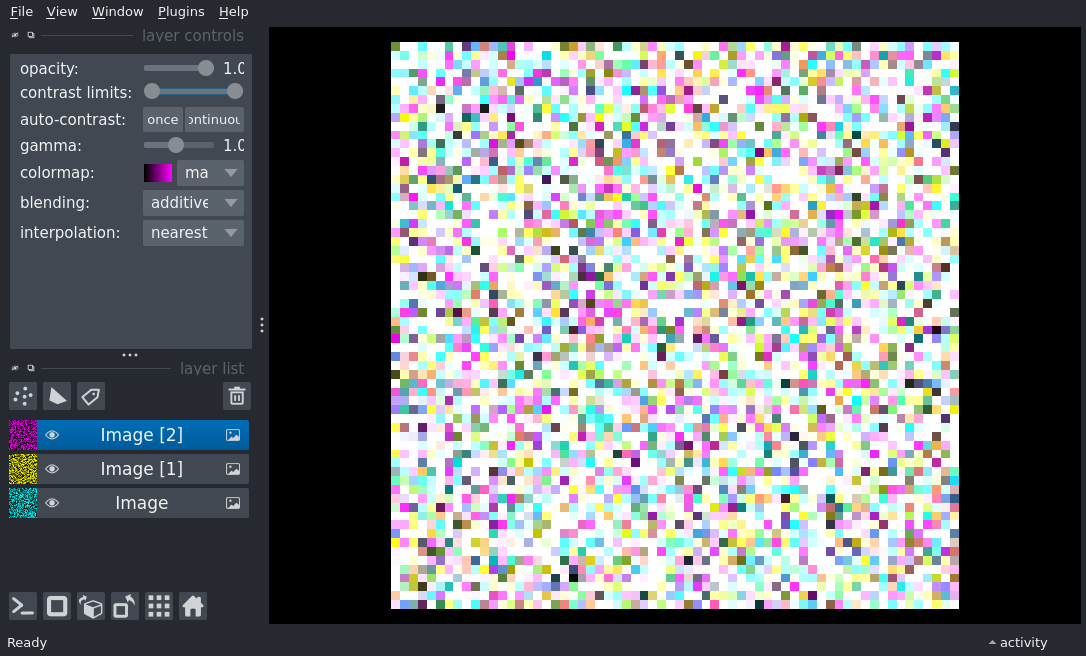 File View Window Plugins Help
layer controls
opacity: 1.0
contrast limits:
auto-contrast: once ontinuou
gamma: 1.0
colormap: ma
blending: additive
interpolation: nearest
layer list
Image [2]
Image [1]
Image
Ready activity